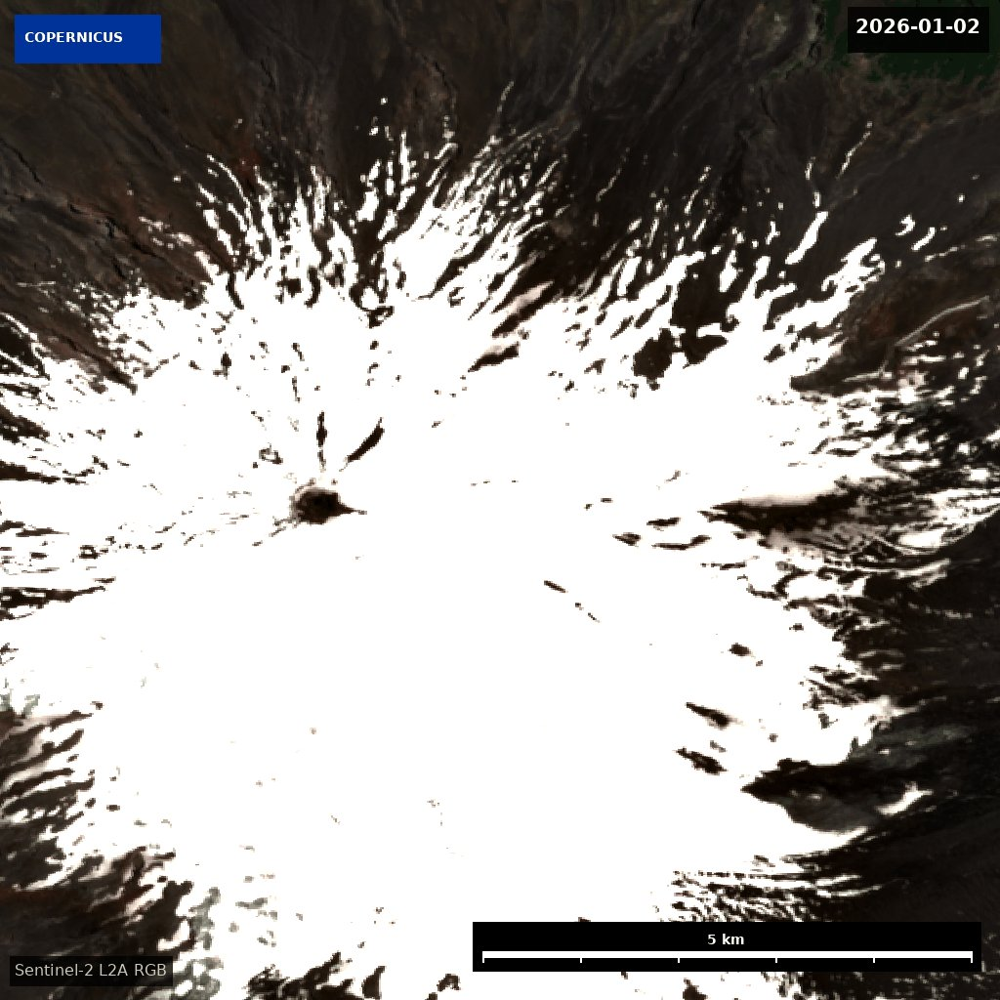 COPERNICUS
2026-01-02
5 km
Sentinel-2 L2A RGB